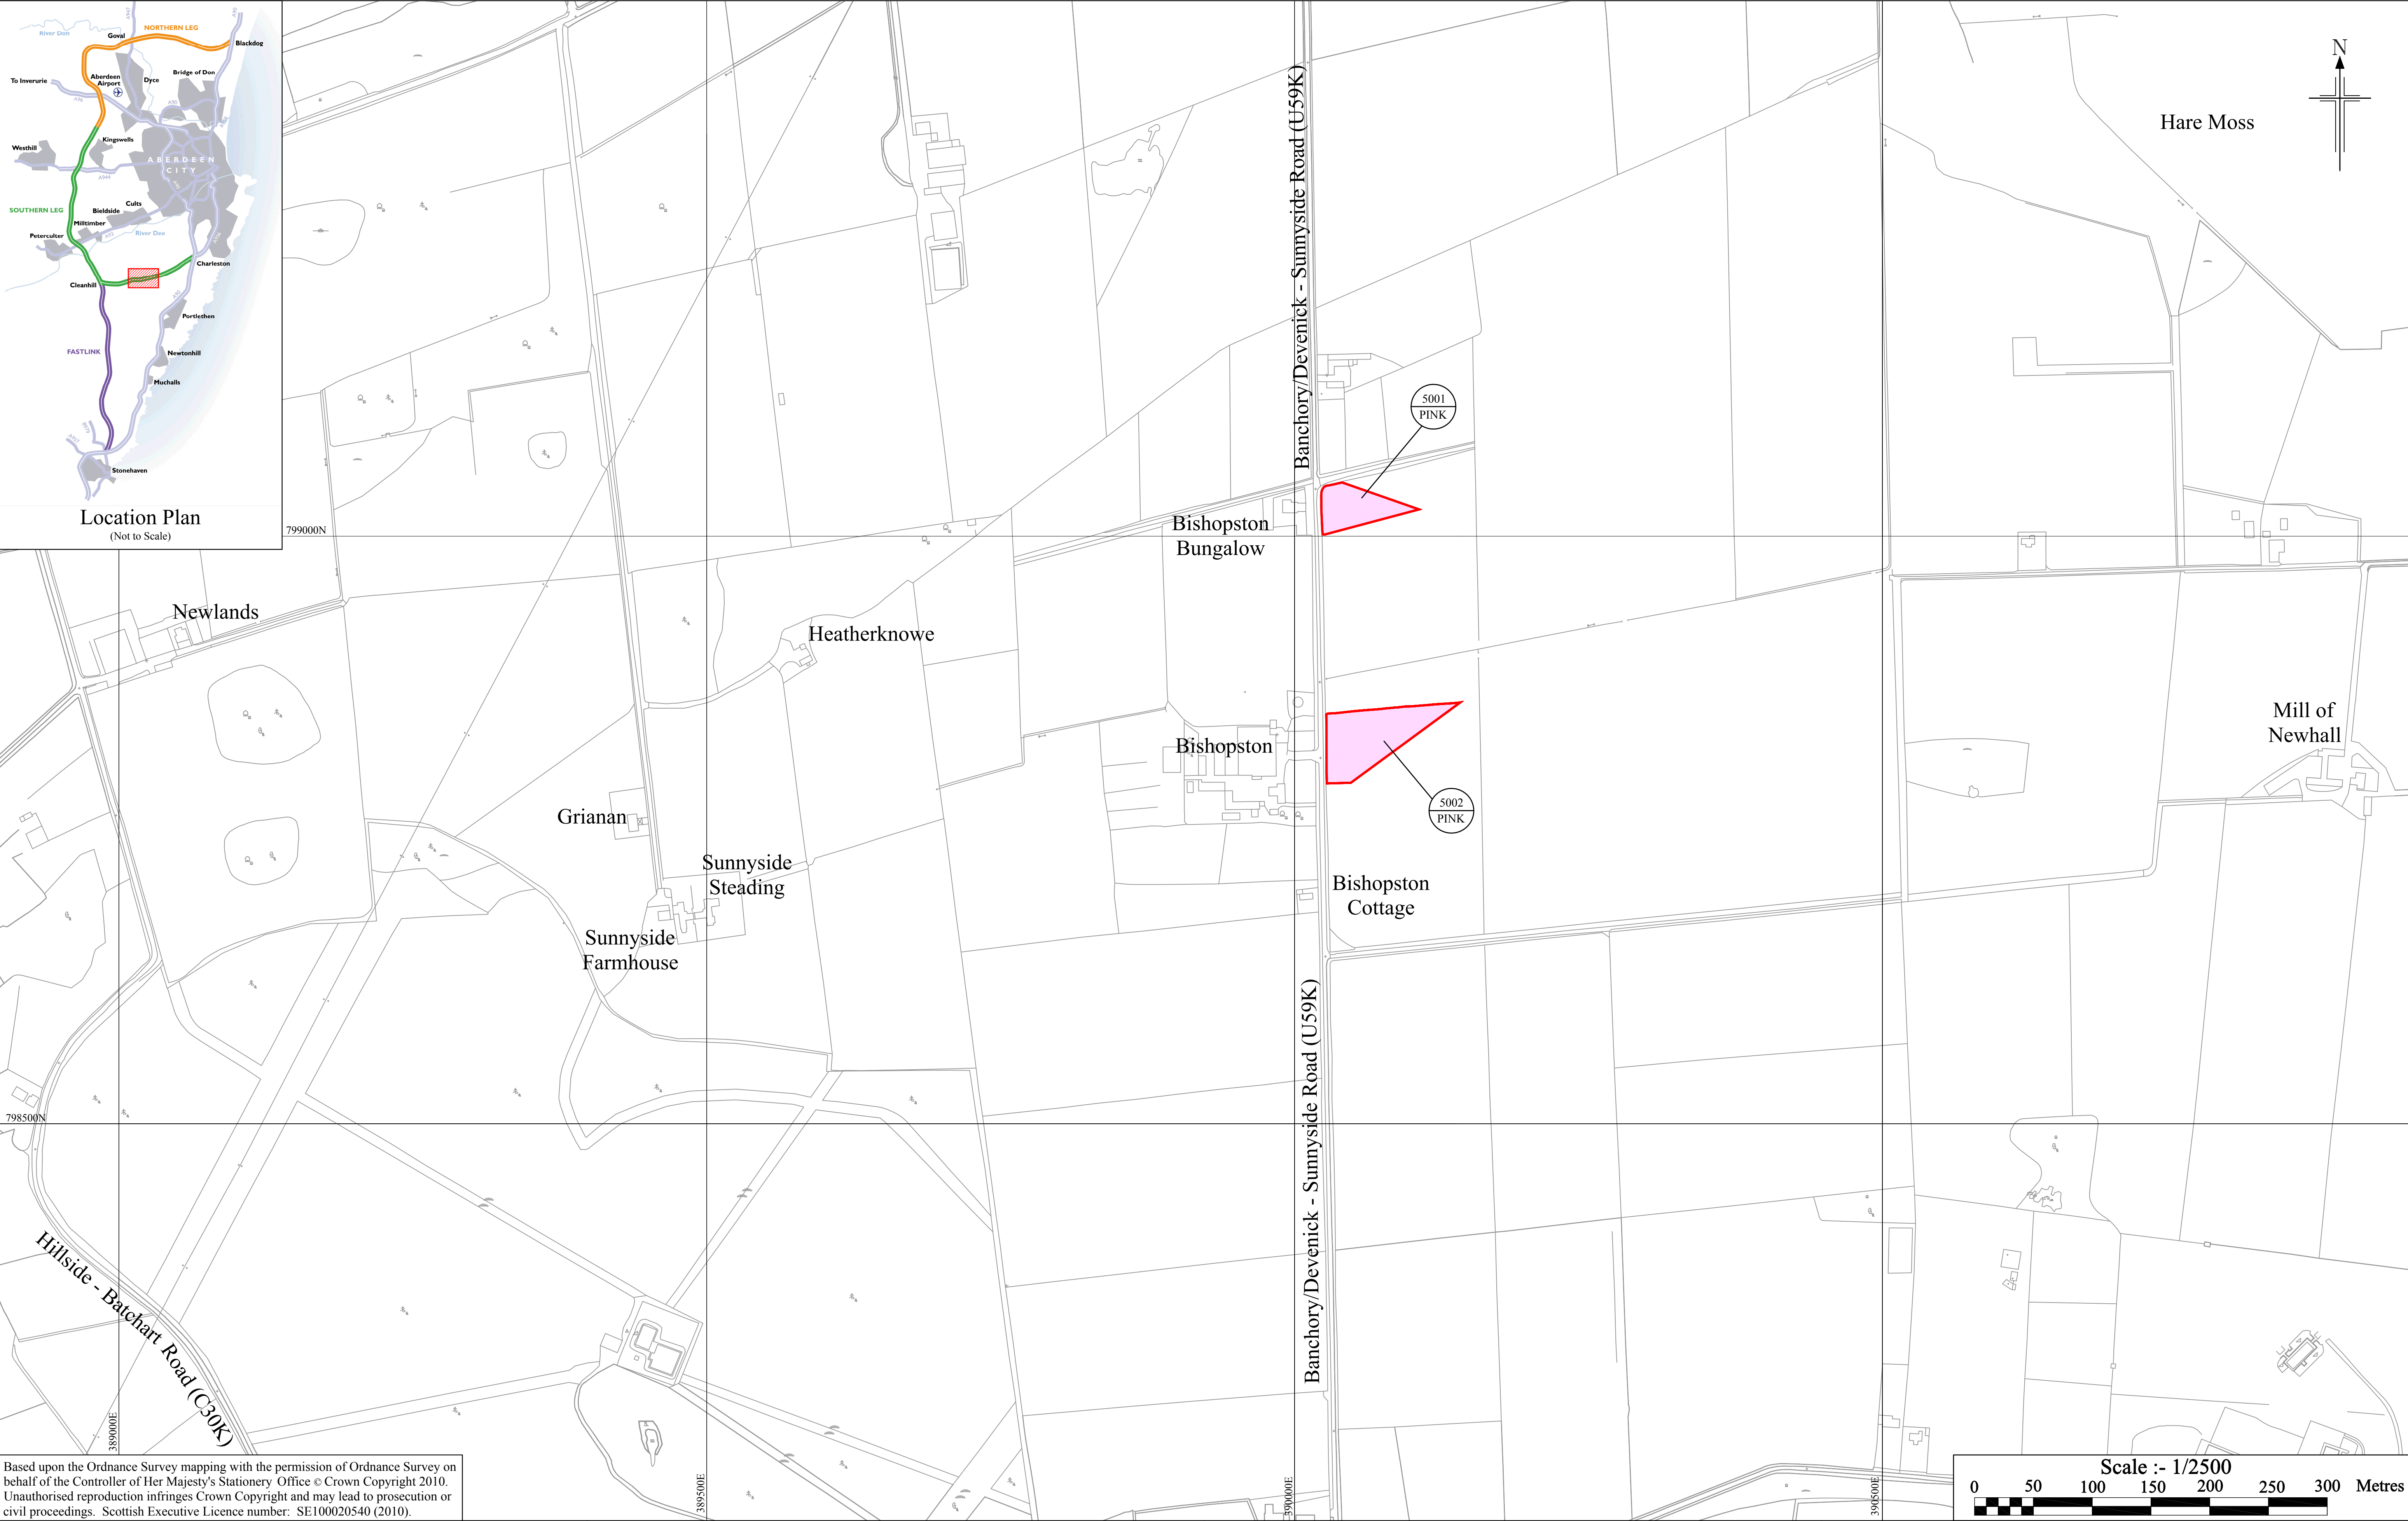 River Don
Goval
NORTHERN LEG
Blackdog
To Inverurie
Aberdeen
Airport
Dyce
Bridge of Don
A96
Kingswells
Westhill
ABERDEEN
CITY
A944
SOUTHERN LEG
Cults
Bieldside
Milltimber
Peterculter
River Dee
Charleston
Cleanhill
A90
Portlethen
FASTLINK
Newtonhill
Muchalls
Stonehaven
Location Plan
(Not to Scale)
N
Hare Moss
Banchory/Devenick - Sunnyside Road (U59K)
5001
PINK
799000N
Bishopston
Bungalow
Newlands
Heatherknowe
Bishopston
Mill of
Newhall
5002
PINK
Grianan
Sunnyside
Steading
Bishopston
Cottage
Sunnyside
Farmhouse
798500N
Banchory/Devenick - Sunnyside Road (U59K)
Hillside - Batchart Road (C30K)
389000E
389500E
390000E
390500E
Based upon the Ordnance Survey mapping with the permission of Ordnance Survey on
behalf of the Controller of Her Majesty's Stationery Office © Crown Copyright 2010.
Unauthorised reproduction infringes Crown Copyright and may lead to prosecution or
civil proceedings. Scottish Executive Licence number: SE100020540 (2010).
Scale :- 1/2500
0 50 100 150 200 250 300 Metres